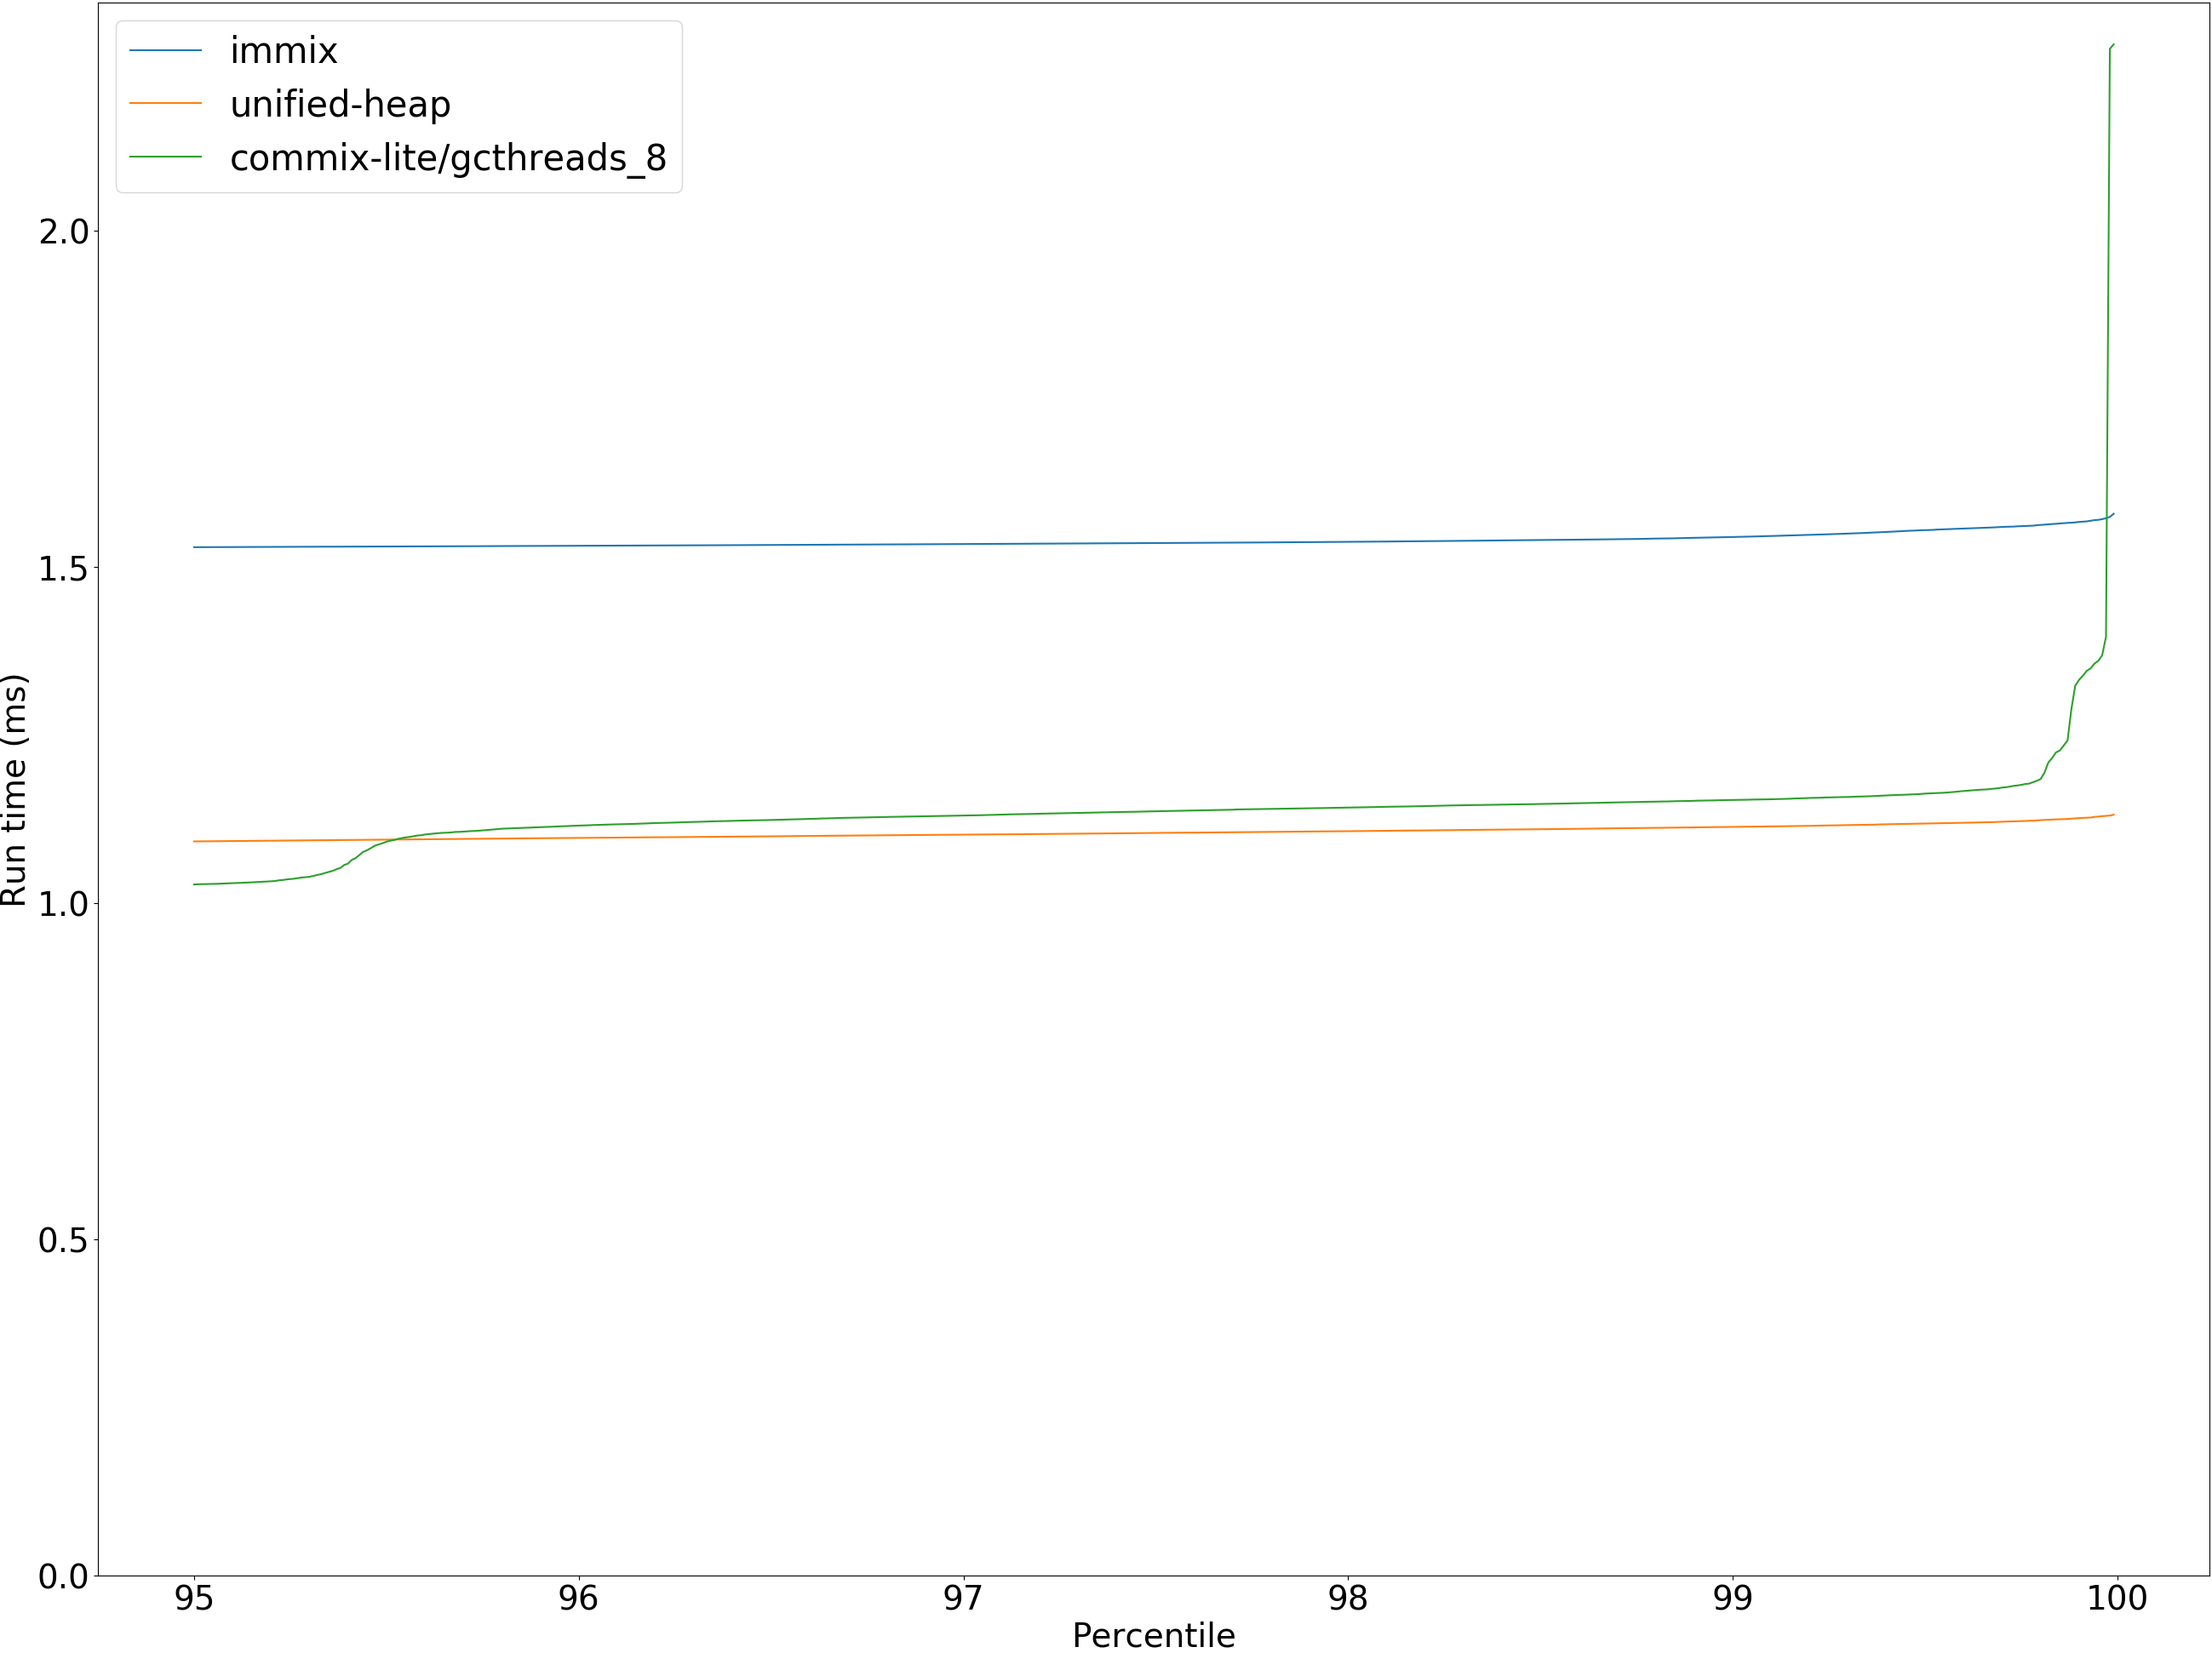 immix
unified-heap
commix-lite/gcthreads_8
2.0
1.5
1.0
0.5
0.0
Run time (ms)
95 96 97 98 99 100
Percentile